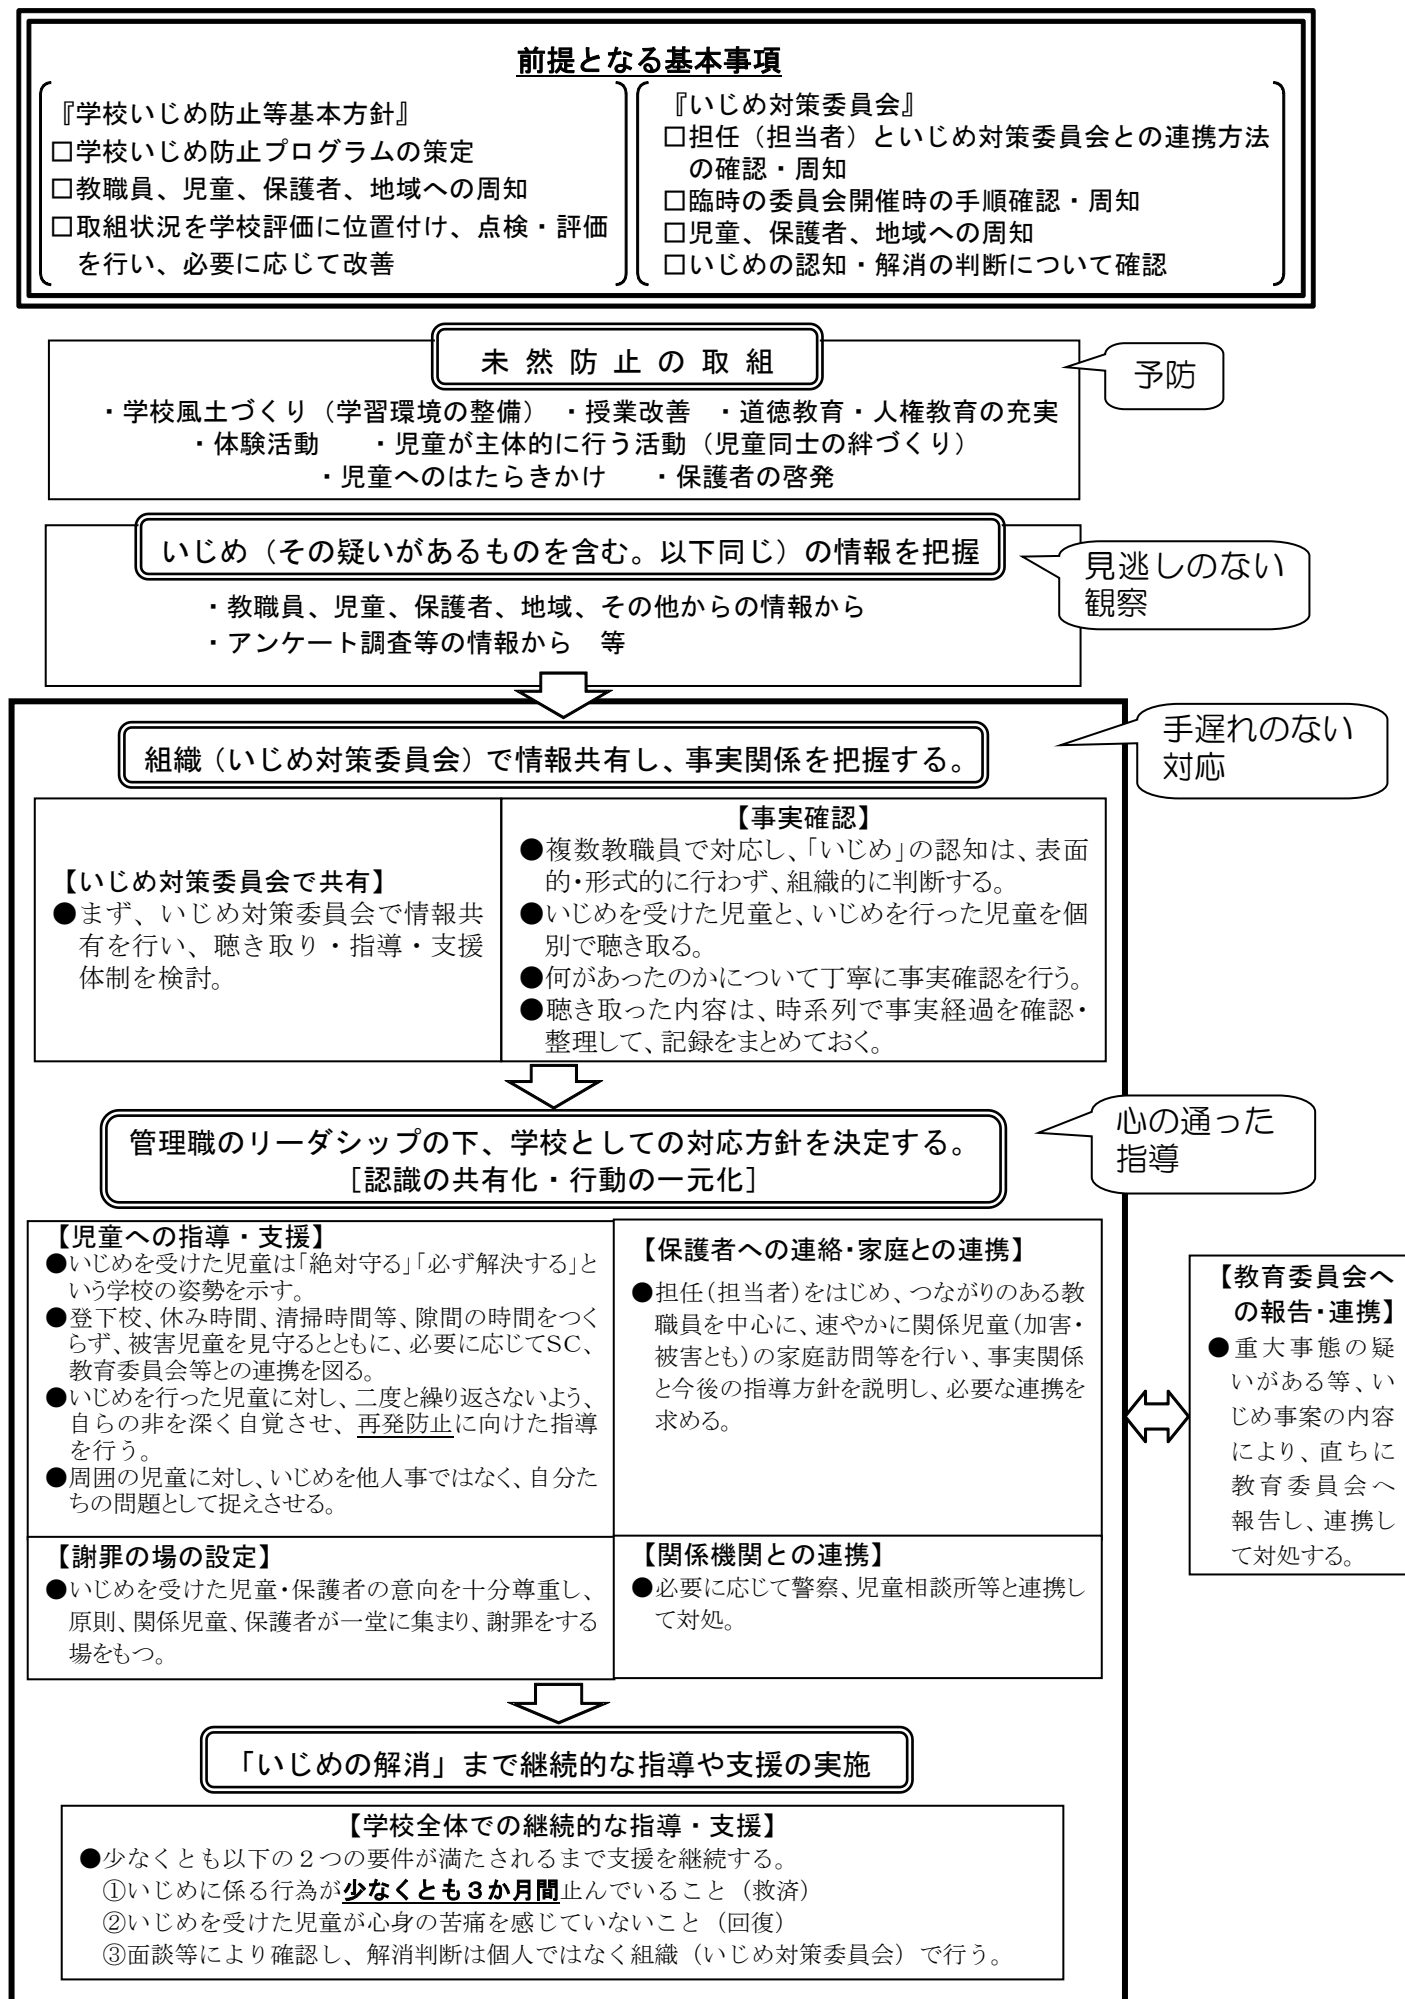 前提となる基本事項
『学校いじめ防止等基本方針』
□学校いじめ防止プログラムの策定
□教職員、児童、保護者、地域への周知
□取組状況を学校評価に位置付け、点検・評価
を行い、必要に応じて改善
『いじめ対策委員会』
□担任（担当者）といじめ対策委員会との連携方法
の確認・周知
□臨時の委員会開催時の手順確認・周知
□児童、保護者、地域への周知
□いじめの認知・解消の判断について確認
未然防止の取組
予防
・学校風土づくり（学習環境の整備）　・授業改善　・道徳教育・人権教育の充実
・体験活動　　・児童が主体的に行う活動（児童同士の絆づくり）
・児童へのはたらきかけ　・保護者の啓発
いじめ（その疑いがあるものを含む。以下同じ）の情報を把握
見逃しのない
観察
・教職員、児童、保護者、地域、その他からの情報から
・アンケート調査等の情報から　等
手遅れのない
対応
組織（いじめ対策委員会）で情報共有し、事実関係を把握する。
【いじめ対策委員会で共有】
●まず、いじめ対策委員会で情報共
有を行い、聴き取り・指導・支援
体制を検討。
【事実確認】
●複数教職員で対応し、「いじめ」の認知は、表面
的・形式的に行わず、組織的に判断する。
●いじめを受けた児童と、いじめを行った児童を個
別で聴き取る。
●何があったのかについて丁寧に事実確認を行う。
●聴き取った内容は、時系列で事実経過を確認・
整理して、記録をまとめておく。
心の通った
指導
管理職のリーダシップの下、学校としての対応方針を決定する。
［認識の共有化・行動の一元化］
【児童への指導・支援】
●いじめを受けた児童は「絶対守る」「必ず解決する」と
いう学校の姿勢を示す。
●登下校、休み時間、清掃時間等、隙間の時間をつく
らず、被害児童を見守るとともに、必要に応じてSC、
教育委員会等との連携を図る。
●いじめを行った児童に対し、二度と繰り返さないよう、
自らの非を深く自覚させ、再発防止に向けた指導
を行う。
●周囲の児童に対し、いじめを他人事ではなく、自分た
ちの問題として捉えさせる。
【保護者への連絡・家庭との連携】
●担任（担当者）をはじめ、つながりのある教
職員を中心に、速やかに関係児童（加害・
被害とも）の家庭訪問等を行い、事実関係
と今後の指導方針を説明し、必要な連携を
求める。
【教育委員会へ
の報告・連携】
●重大事態の疑
いがある等、い
じめ事案の内容
により、直ちに
教育委員会へ
報告し、連携し
て対処する。
【謝罪の場の設定】
●いじめを受けた児童・保護者の意向を十分尊重し、
原則、関係児童、保護者が一堂に集まり、謝罪をする
場をもつ。
【関係機関との連携】
●必要に応じて警察、児童相談所等と連携し
て対処。
「いじめの解消」まで継続的な指導や支援の実施
【学校全体での継続的な指導・支援】
●少なくとも以下の２つの要件が満たされるまで支援を継続する。
①いじめに係る行為が少なくとも３か月間止んでいること（救済）
②いじめを受けた児童が心身の苦痛を感じていないこと（回復）
③面談等により確認し、解消判断は個人ではなく組織（いじめ対策委員会）で行う。